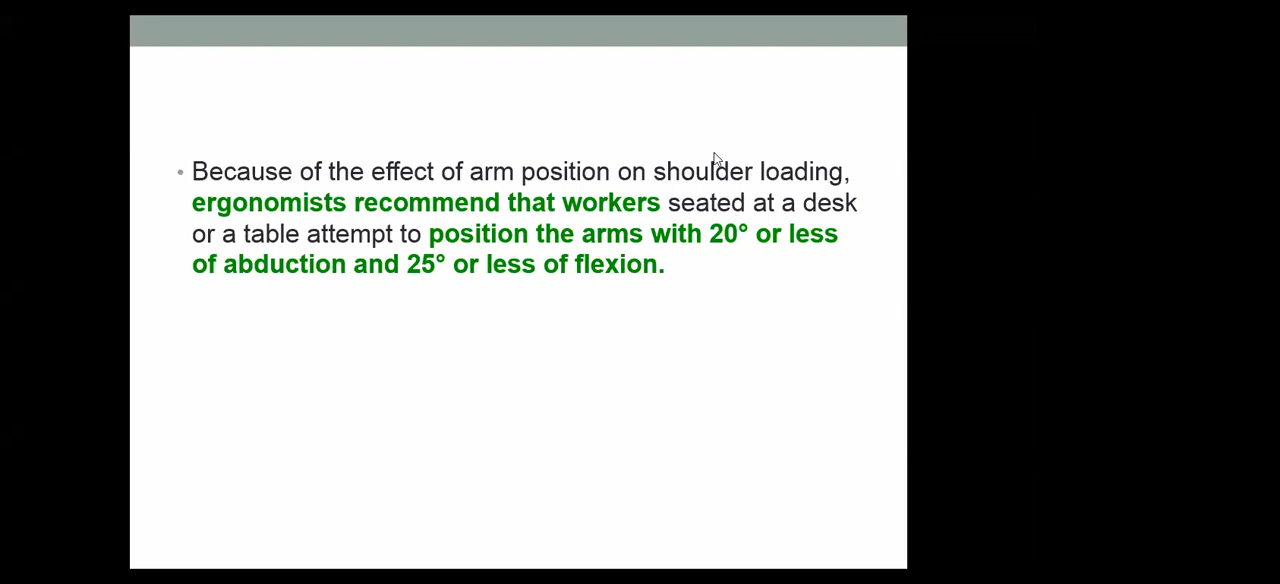 • Because of the effect of arm position on shoulder loading,
ergonomists recommend that workers seated at a desk
or a table attempt to position the arms with 20° or less
of abduction and 25° or less of flexion.